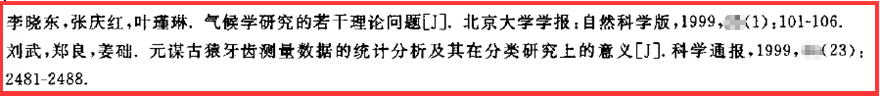 李晓东,张庆红,叶瑾琳. 气候学研究的若干理论问题[J]. 北京大学学报:自然科学版,1999,(1):101-106.
刘武,郑良,姜础. 元谋古猿牙齿测量数据的统计分析及其在分类研究上的意义[J].科学通报,1999,(23):
2481-2488.